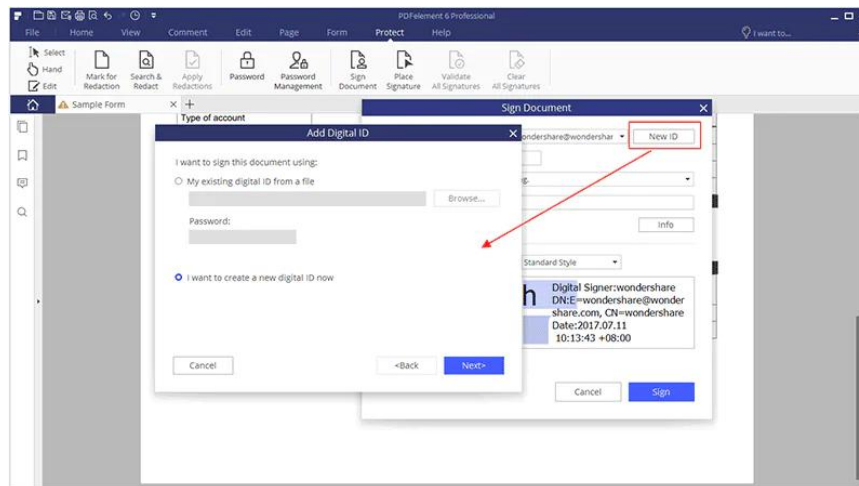 PDFelement 6 Professional
File Home View Comment Edit Page Form Protect Help I want to...
Select
Hand
Edit
Mark for Redaction
Search & Redact
Apply Redactions
Password
Password Management
Sign Document
Place Signature
Validate All Signatures
Clear All Signatures
Sample Form
Type of account
Sign Document
ondershare@wondershar
New ID
g.
Info
Standard Style
h
Digital Signer:wondershare
DN:E=wondershare@wonder
share.com, CN=wondershare
Date:2017.07.11
10:13:43 +08:00
Cancel Sign
Add Digital ID
I want to sign this document using:
My existing digital ID from a file
Browse...
Password:
I want to create a new digital ID now
Cancel <Back Next>